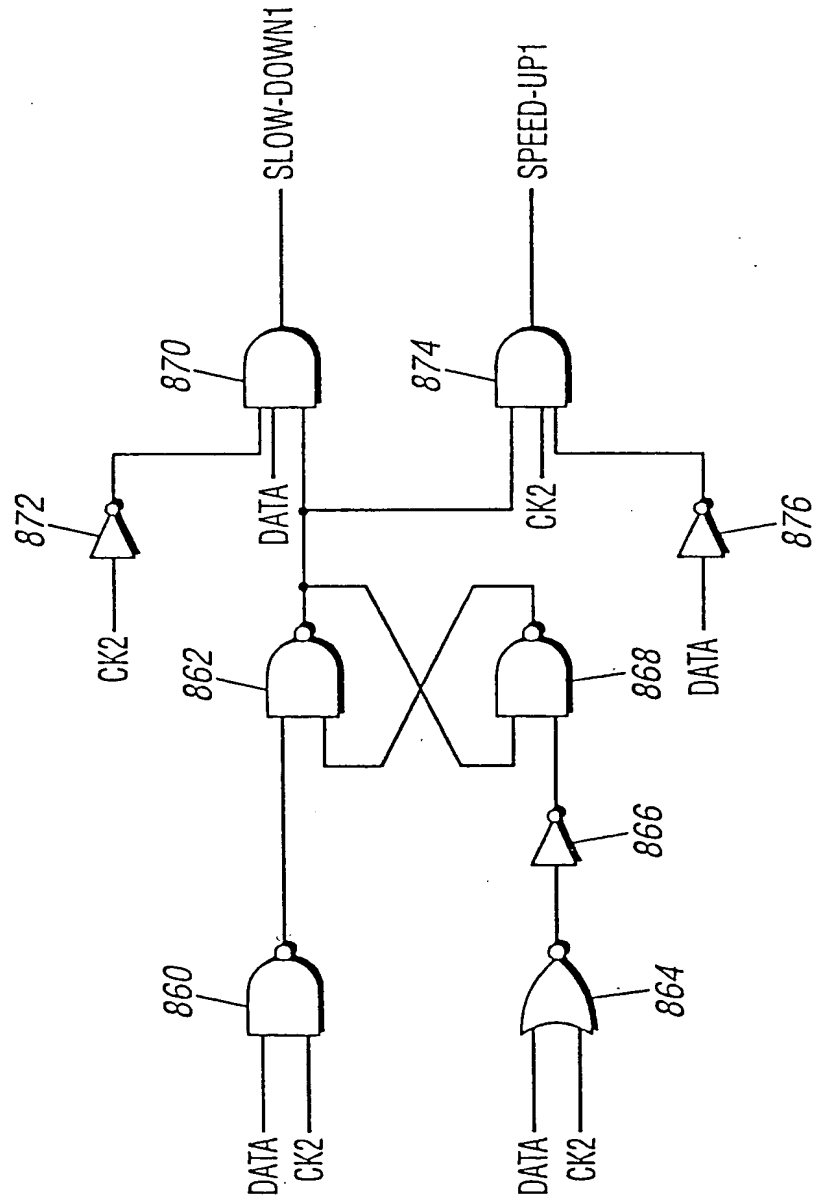 CK2
872
870
SLOW-DOWN1
DATA
862
860
DATA
CK2
874
SPEED-UP1
CK2
868
866
864
DATA
CK2
DATA
876